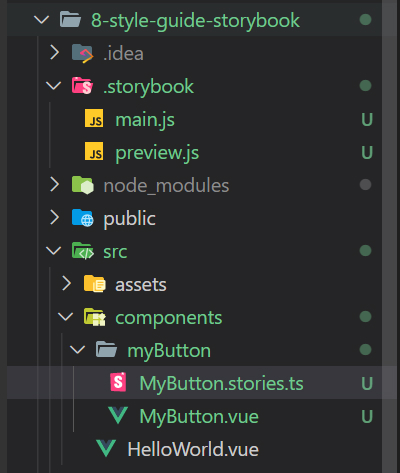 8-style-guide-storybook
.idea
.storybook
JS main.js U
JS preview.js U
node_modules
public
src
assets
components
myButton
S MyButton.stories.ts U
MyButton.vue U
HelloWorld.vue